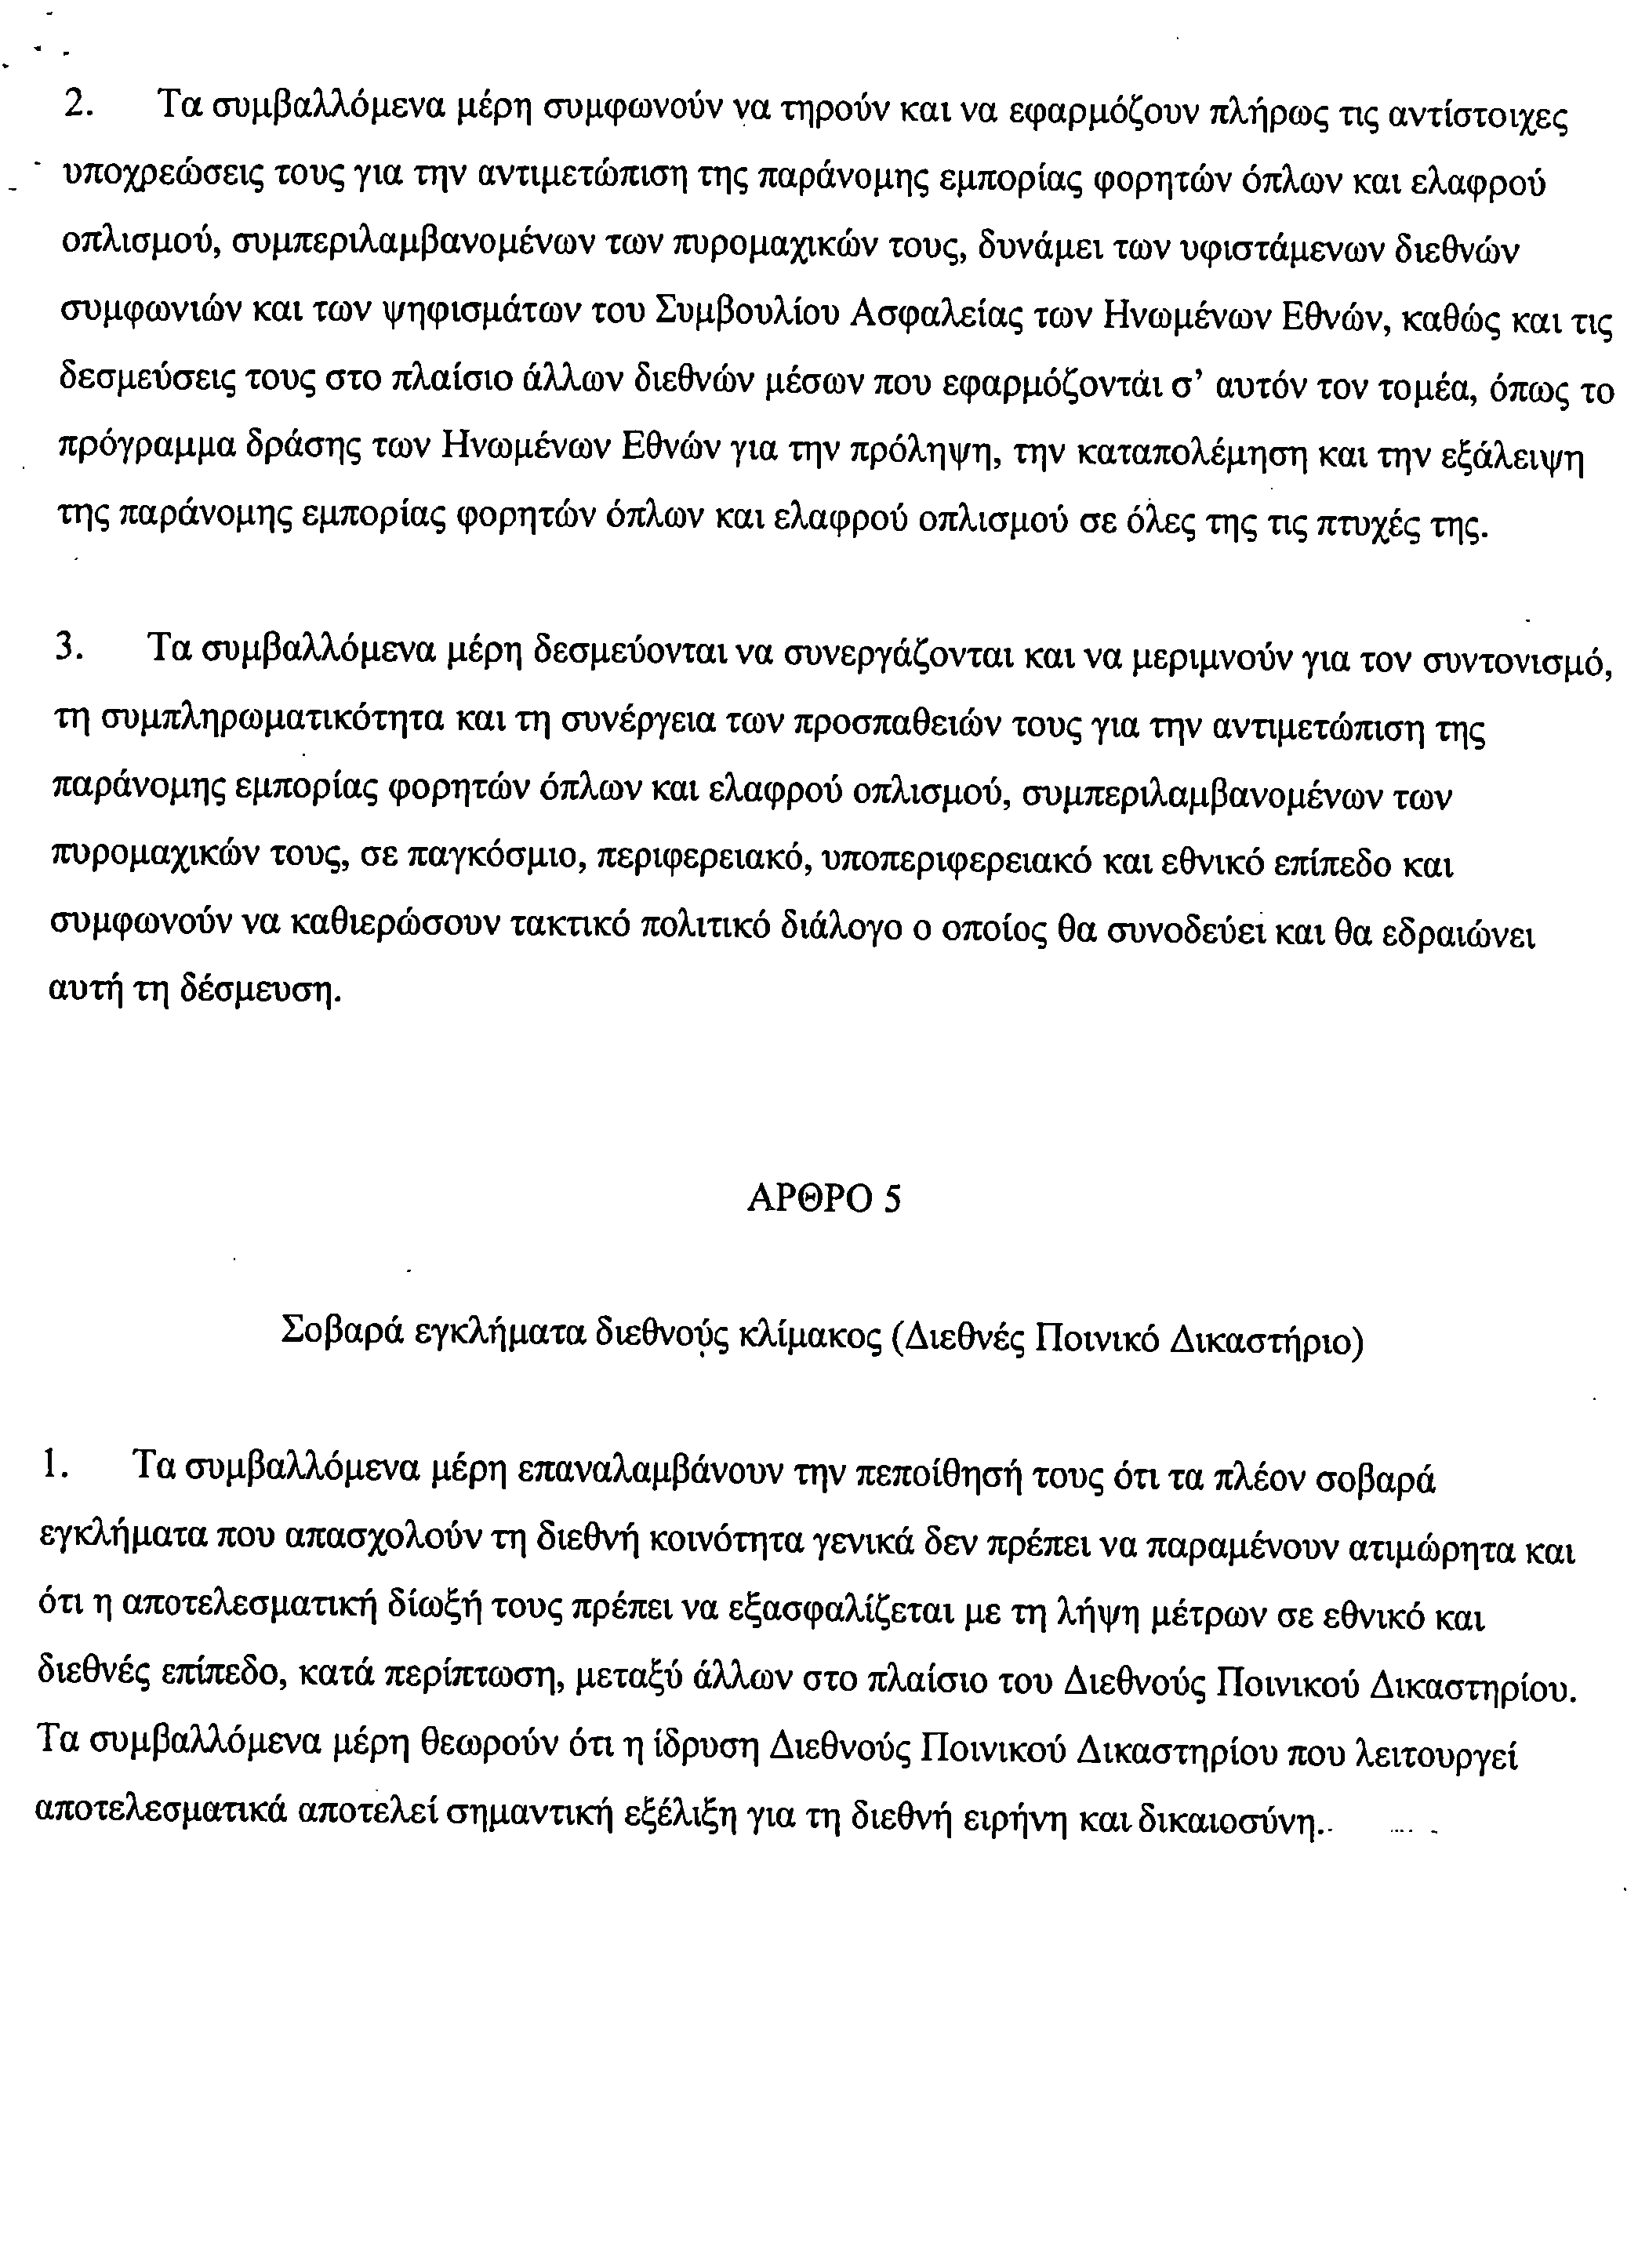 2. Τα συμβαλλόμενα μέρη συμφωνούν να τηρούν και να εφαρμόζουν πλήρως τις αντίστοιχες
υποχρεώσεις τους για την αντιμετώπιση της παράνομης εμπορίας φορητών όπλων και ελαφρού
οπλισμού, συμπεριλαμβανομένων των πυρομαχικών τους, δυνάμει των υφιστάμενων διεθνών
συμφωνιών και των ψηφισμάτων του Συμβουλίου Ασφαλείας των Ηνωμένων Εθνών, καθώς και τις
δεσμεύσεις τους στο πλαίσιο άλλων διεθνών μέσων που εφαρμόζονται σ’ αυτόν τον τομέα, όπως το
πρόγραμμα δράσης των Ηνωμένων Εθνών για την πρόληψη, την καταπολέμηση και την εξάλειψη
της παράνομης εμπορίας φορητών όπλων και ελαφρού οπλισμού σε όλες της τις πτυχές της.
3. Τα συμβαλλόμενα μέρη δεσμεύονται να συνεργάζονται και να μεριμνούν για τον συντονισμό,
τη συμπληρωματικότητα και τη συνέργεια των προσπαθειών τους για την αντιμετώπιση της
παράνομης εμπορίας φορητών όπλων και ελαφρού οπλισμού, συμπεριλαμβανομένων των
πυρομαχικών τους, σε παγκόσμιο, περιφερειακό, υποπεριφερειακό και εθνικό επίπεδο και
συμφωνούν να καθιερώσουν τακτικό πολιτικό διάλογο ο οποίος θα συνοδεύει και θα εδραιώνει
αυτή τη δέσμευση.
ΑΡΘΡΟ 5
Σοβαρά εγκλήματα διεθνούς κλίμακος (Διεθνές Ποινικό Δικαστήριο)
1. Τα συμβαλλόμενα μέρη επαναλαμβάνουν την πεποίθησή τους ότι τα πλέον σοβαρά
εγκλήματα που απασχολούν τη διεθνή κοινότητα γενικά δεν πρέπει να παραμένουν ατιμώρητα και
ότι η αποτελεσματική δίωξή τους πρέπει να εξασφαλίζεται με τη λήψη μέτρων σε εθνικό και
διεθνές επίπεδο, κατά περίπτωση, μεταξύ άλλων στο πλαίσιο του Διεθνούς Ποινικού Δικαστηρίου.
Τα συμβαλλόμενα μέρη θεωρούν ότι η ίδρυση Διεθνούς Ποινικού Δικαστηρίου που λειτουργεί
αποτελεσματικά αποτελεί σημαντική εξέλιξη για τη διεθνή ειρήνη και δικαιοσύνη.